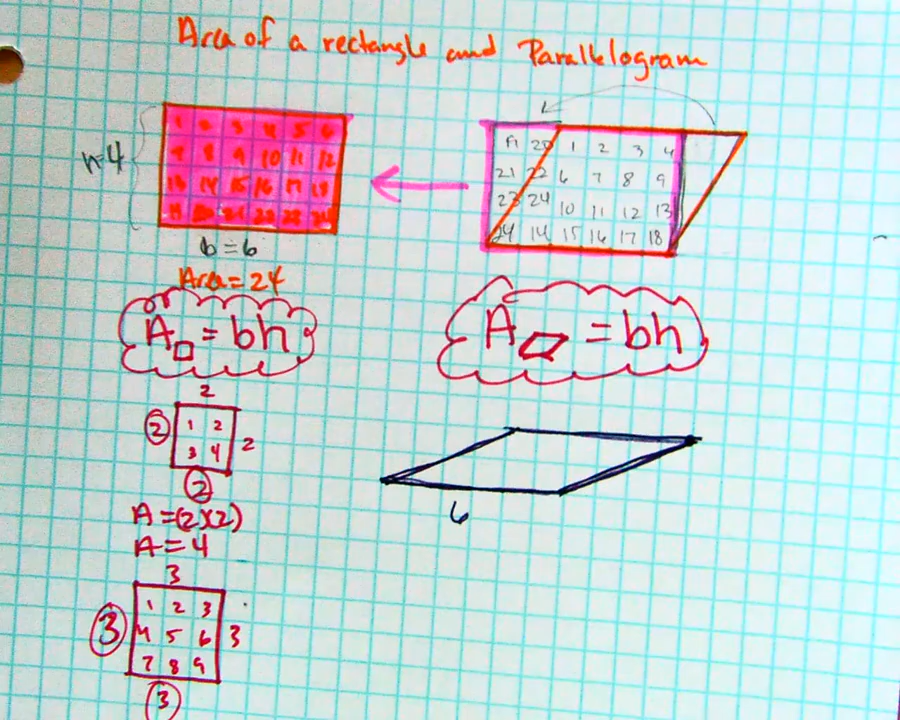 Area of a rectangle and Parallelogram
1 2 3 4 5 6
7 8 9 10 11 12
13 14 15 16 17 18
19 20 21 22 23 24
h=4
b=6
Area=24
19 20 1 2 3 4
21 22 6 7 8 9
23 24 10 11 12 13
24 14 15 16 17 18
A▭=bh
A▱=bh
2
2 1 2
3 4 2
2
A=(2)(2)
A=4
6
3
1 2 3
3 4 5 6 3
7 8 9
3